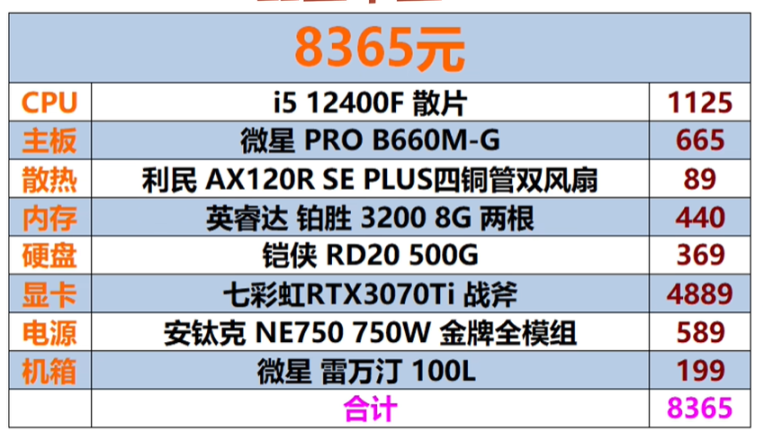 8365元
CPU i5 12400F 散片 1125
主板 微星 PRO B660M-G 665
散热 利民 AX120R SE PLUS四铜管双风扇 89
内存 英睿达 铂胜 3200 8G 两根 440
硬盘 铠侠 RD20 500G 369
显卡 七彩虹RTX3070Ti 战斧 4889
电源 安钛克 NE750 750W 金牌全模组 589
机箱 微星 雷万汀 100L 199
合计 8365